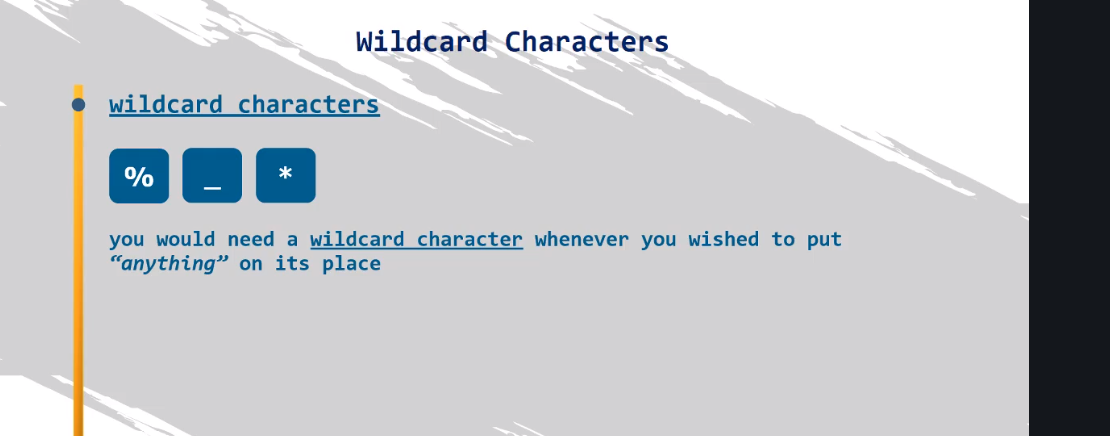 Wildcard Characters
wildcard characters
% _ *
you would need a wildcard character whenever you wished to put
“anything” on its place